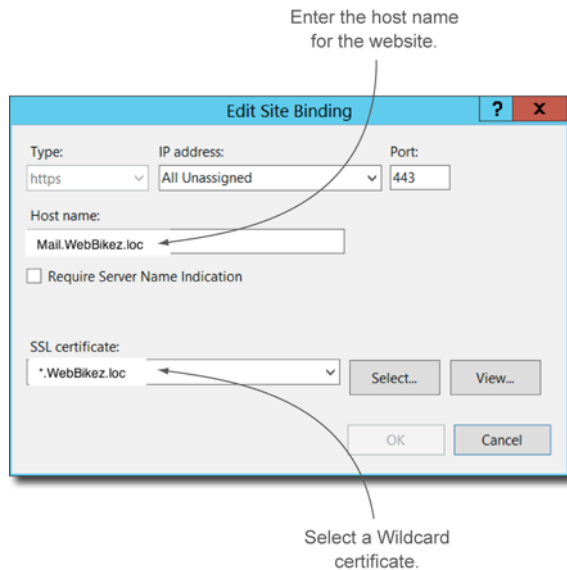 Enter the host name
for the website.
Edit Site Binding
? x
Type: IP address: Port:
https All Unassigned 443
Host name:
Mail.WebBikez.loc
Require Server Name Indication
SSL certificate:
*.WebBikez.loc Select... View...
OK Cancel
Select a Wildcard
certificate.